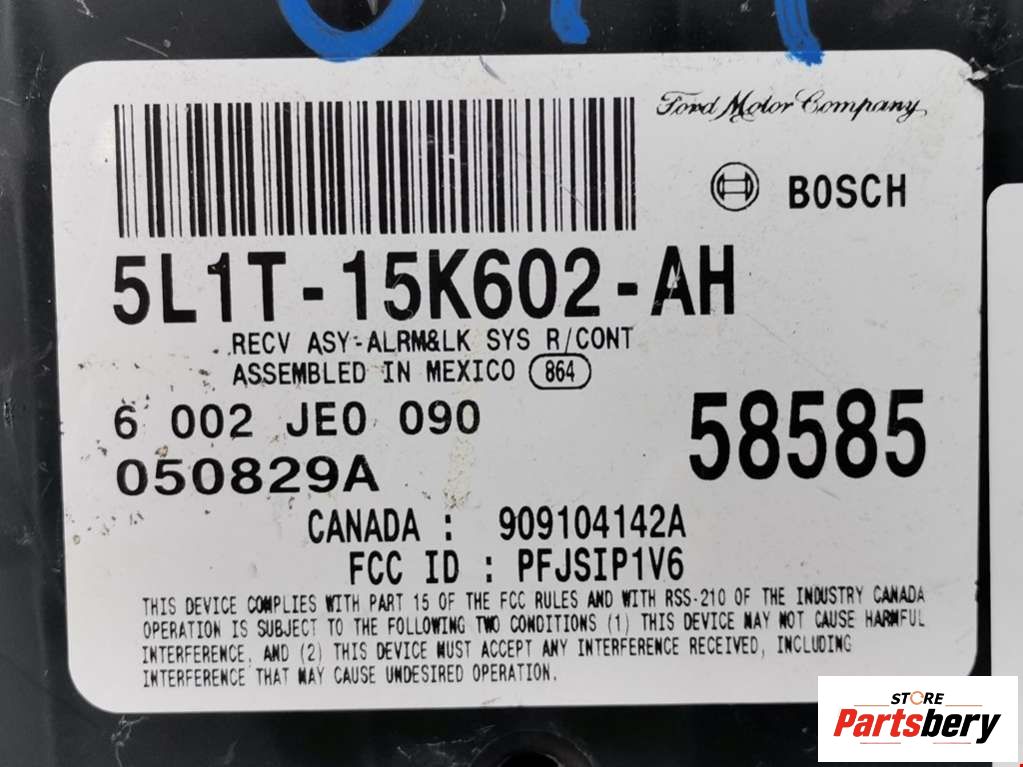 Ford Motor Company
BOSCH
5L1T-15K602-AH
RECV ASY-ALRM&LK SYS R/CONT
ASSEMBLED IN MEXICO 864
6 002 JE0 090
58585
050829A
CANADA : 909104142A
FCC ID : PFJSIP1V6
THIS DEVICE COMPLIES WITH PART 15 OF THE FCC RULES AND WITH RSS-210 OF THE INDUSTRY CANADA
OPERATION IS SUBJECT TO THE FOLLOWING TWO CONDITIONS (1) THIS DEVICE MAY NOT CAUSE HARMFUL
INTERFERENCE, AND (2) THIS DEVICE MUST ACCEPT ANY INTERFERENCE RECEIVED, INCLUDING
INTERFERENCE THAT MAY CAUSE UNDESIRED OPERATION.
STORE
Partsbery